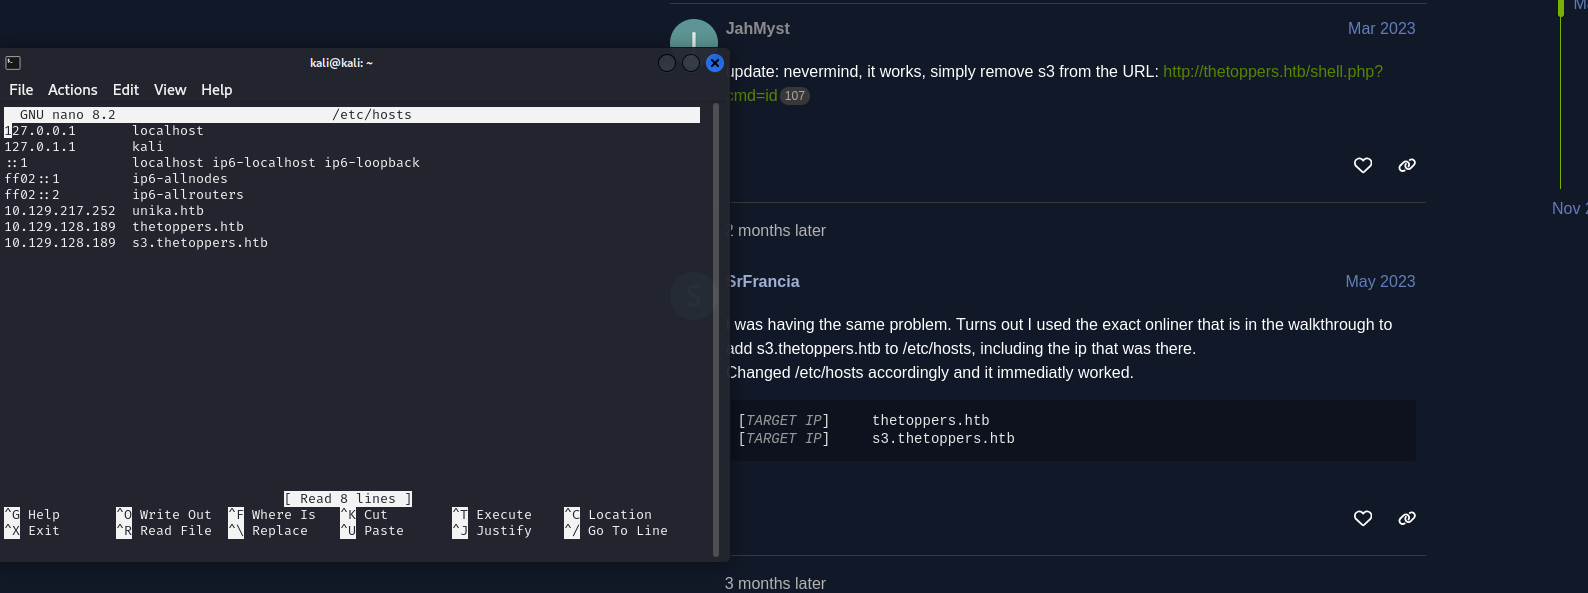 JahMyst Mar 2023
update: nevermind, it works, simply remove s3 from the URL: http://thetoppers.htb/shell.php?
cmd=id 107
2 months later
SrFrancia May 2023
I was having the same problem. Turns out I used the exact onliner that is in the walkthrough to
add s3.thetoppers.htb to /etc/hosts, including the ip that was there.
Changed /etc/hosts accordingly and it immediatly worked.
[TARGET IP] thetoppers.htb
[TARGET IP] s3.thetoppers.htb
3 months later
Nov 2
kali@kali: ~
File Actions Edit View Help
GNU nano 8.2 /etc/hosts
127.0.0.1 localhost
127.0.1.1 kali
::1 localhost ip6-localhost ip6-loopback
ff02::1 ip6-allnodes
ff02::2 ip6-allrouters
10.129.217.252 unika.htb
10.129.128.189 thetoppers.htb
10.129.128.189 s3.thetoppers.htb
[ Read 8 lines ]
^G Help ^O Write Out ^F Where Is ^K Cut ^T Execute ^C Location
^X Exit ^R Read File ^\ Replace ^U Paste ^J Justify ^/ Go To Line